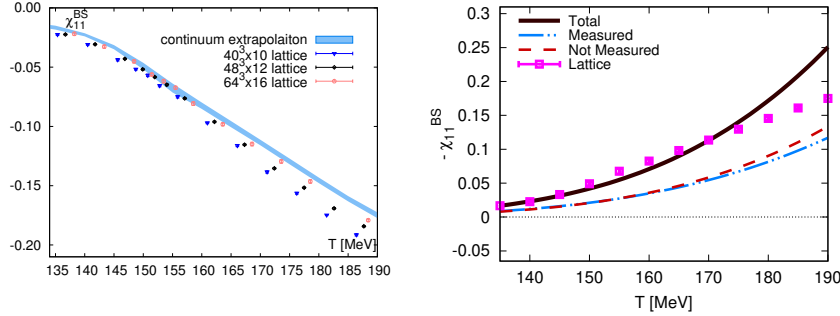 χ₁₁ᴮˢ
continuum extrapolaiton
40³x10 lattice
48³x12 lattice
64³x16 lattice
0.00
-0.05
-0.10
-0.15
-0.20
T [MeV]
135 140 145 150 155 160 165 170 175 180 185 190
Total
Measured
Not Measured
Lattice
0.3
0.25
0.2
0.15
0.1
0.05
0
-0.05
- χ₁₁ᴮˢ
140 150 160 170 180 190
T [MeV]